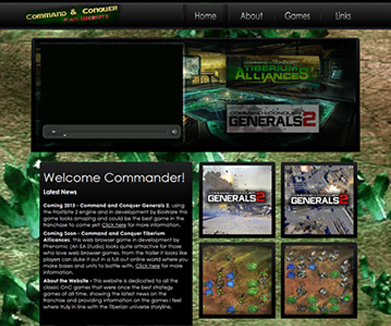 Command & Conquer
Fan Website
Home
About
Games
Links
COMMAND & CONQUER
TIBERIUM
ALLIANCES
COMMAND & CONQUER
GENERALS 2
Welcome Commander!
Latest News
Coming 2013 - Command and Conquer Generals 2, using
the Frostbite 2 engine and in development by BioWare this
game looks amazing and could be the best game in the
franchise to come yet! Click here for more information.
Coming Soon - Command and Conquer Tiberium
Alliances, this web browser game in development by
Phenomic (An EA Studio) looks quite attractive for those
who love web browser games. From the trailer it looks like
players can duke it out in a full out online world where you
make bases and units to battle with. Click here for more
information.
About the Website - This website is dedicated to all the
classic CNC games that were once the best strategy
games of all time, showing the latest news on the
franchise and providing information on the games I feel
where truly in line with the Tiberium universe storyline.
GENERALS 2
GENERALS 2